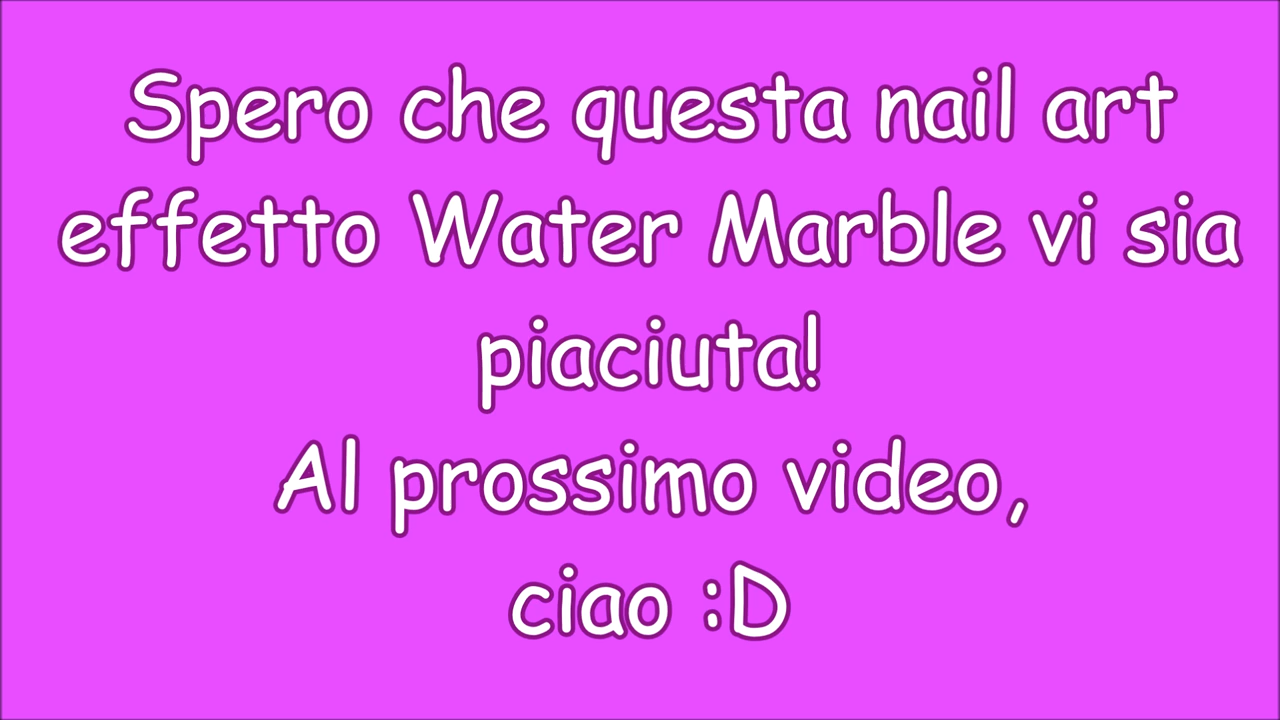 Spero che questa nail art
effetto Water Marble vi sia
piaciuta!
Al prossimo video,
ciao :D